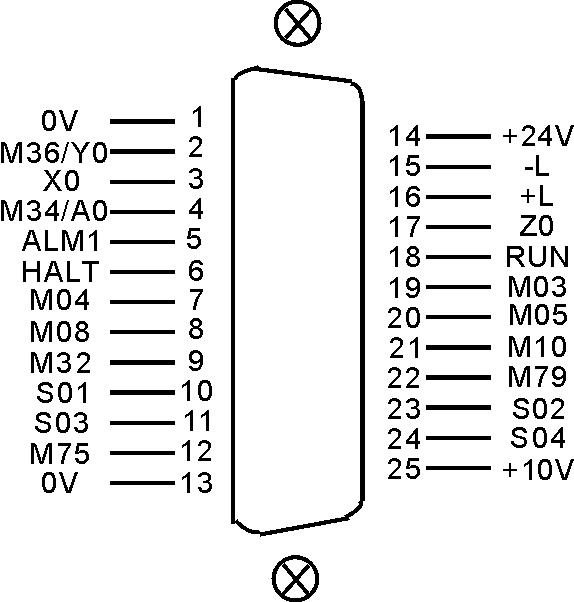 0V 1
M36/Y0 2
X0 3
M34/A0 4
ALM1 5
HALT 6
M04 7
M08 8
M32 9
S01 10
S03 11
M75 12
0V 13
14 +24V
15 -L
16 +L
17 Z0
18 RUN
19 M03
20 M05
21 M10
22 M79
23 S02
24 S04
25 +10V